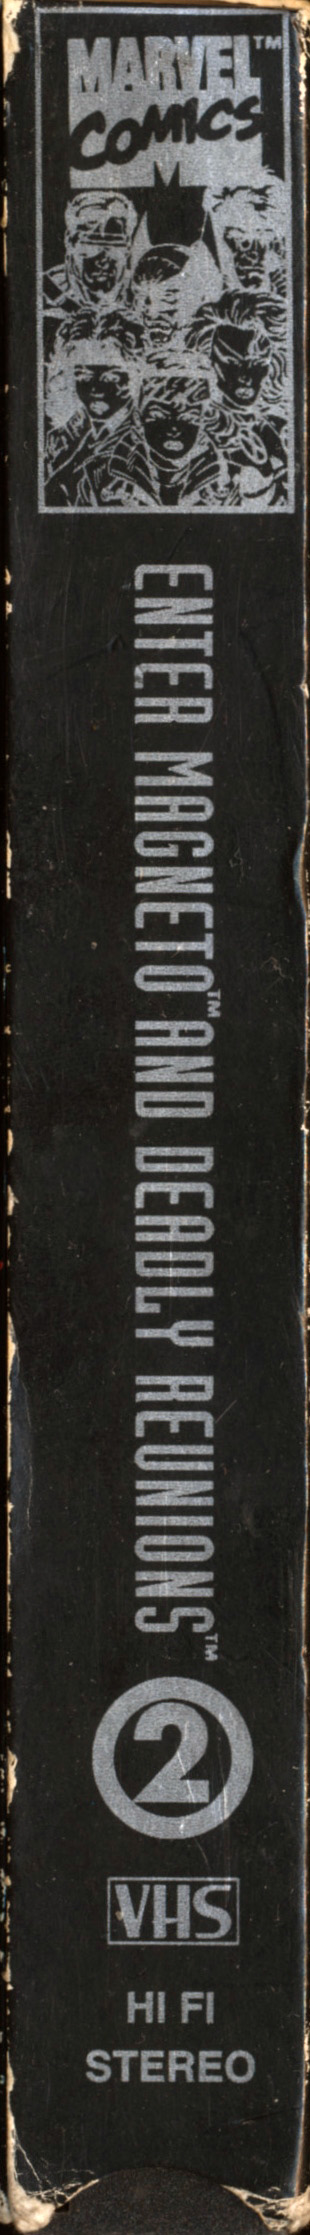 MARVEL™
COMICS
ENTER MAGNETO™ AND DEADLY REUNIONS™
2
VHS
HI FI
STEREO